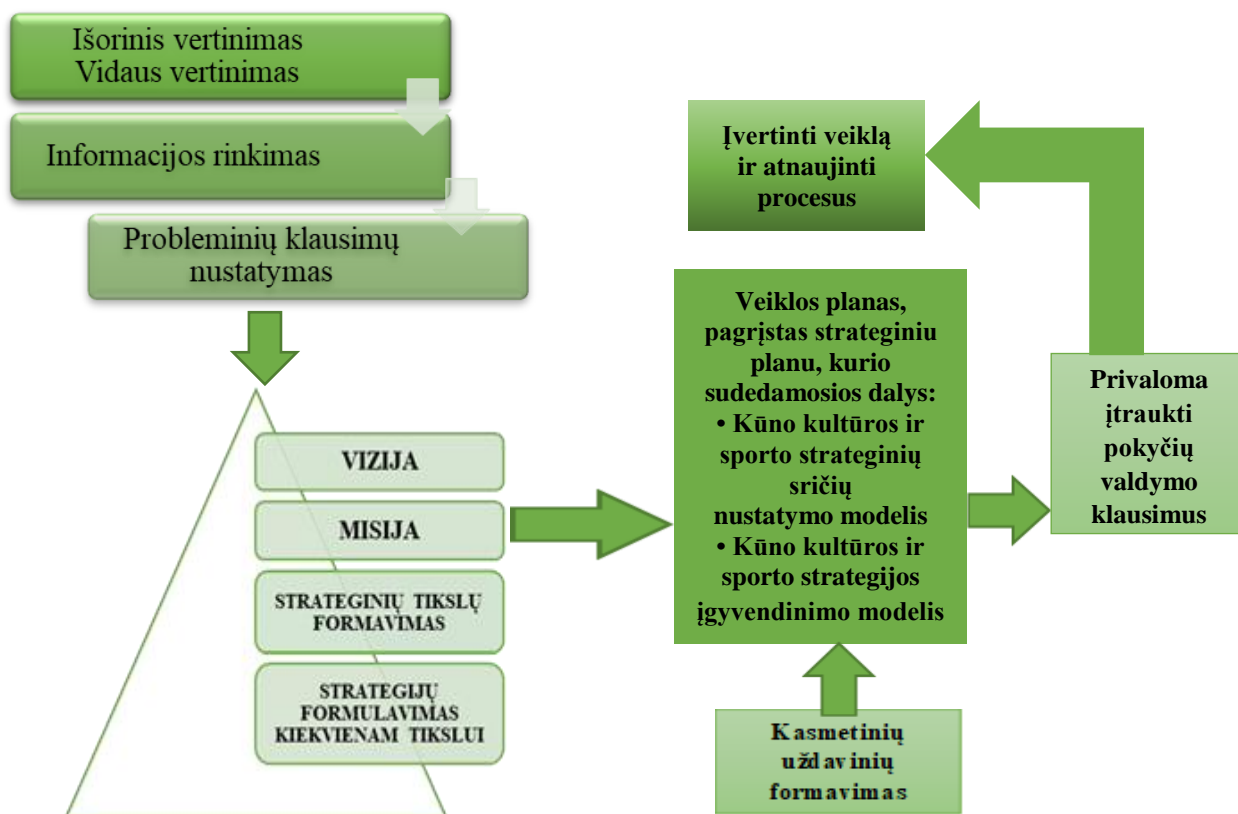 Išorinis vertinimas
Vidaus vertinimas
Informacijos rinkimas
Probleminių klausimų
nustatymas
VIZIJA
MISIJA
STRATEGINIŲ TIKSLŲ
FORMAVIMAS
STRATEGIJŲ
FORMULAVIMAS
KIEKVIENAM TIKSLUI
Įvertinti veiklą
ir atnaujinti
procesus
Veiklos planas,
pagrįstas strateginiu
planu, kurio
sudedamosios dalys:
• Kūno kultūros ir
sporto strateginių
sričių
nustatymo modelis
• Kūno kultūros ir
sporto strategijos
įgyvendinimo modelis
Privaloma
įtraukti
pokyčių
valdymo
klausimus
Kasmetinių
uždavinių
formavimas